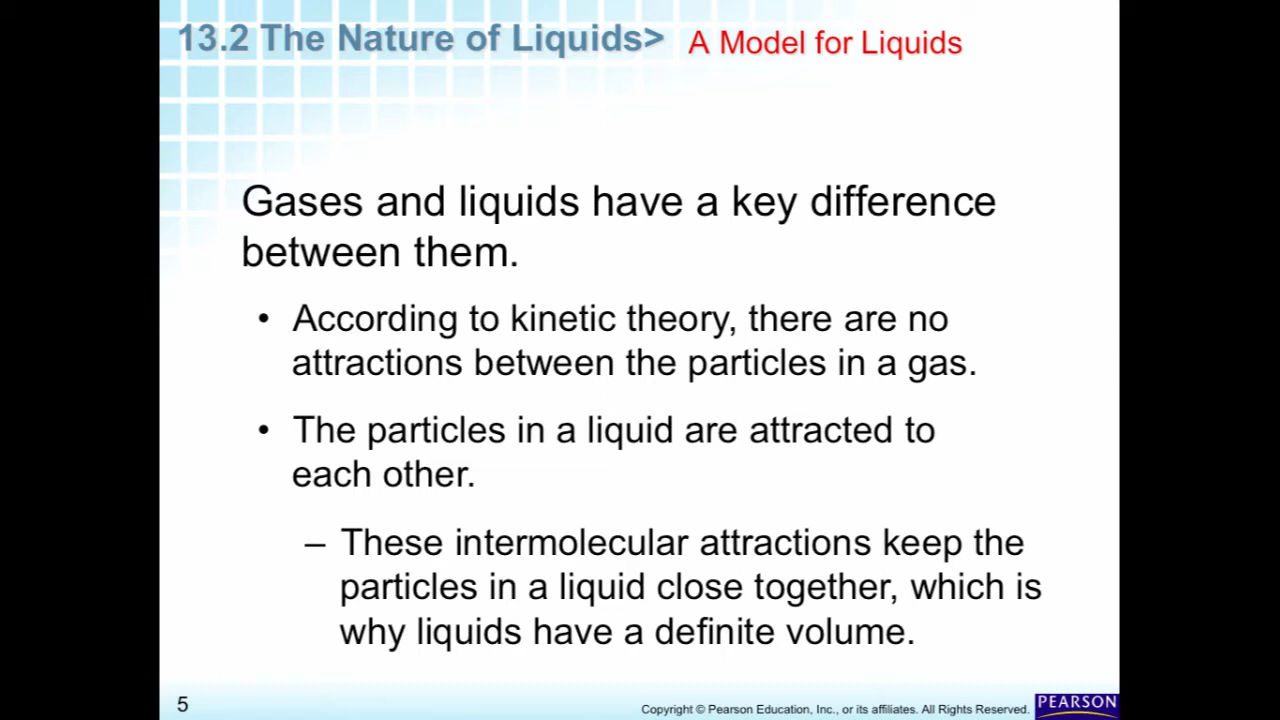 13.2 The Nature of Liquids> A Model for Liquids
Gases and liquids have a key difference
between them.
• According to kinetic theory, there are no
attractions between the particles in a gas.
• The particles in a liquid are attracted to
each other.
– These intermolecular attractions keep the
particles in a liquid close together, which is
why liquids have a definite volume.
5 Copyright © Pearson Education, Inc., or its affiliates. All Rights Reserved. PEARSON